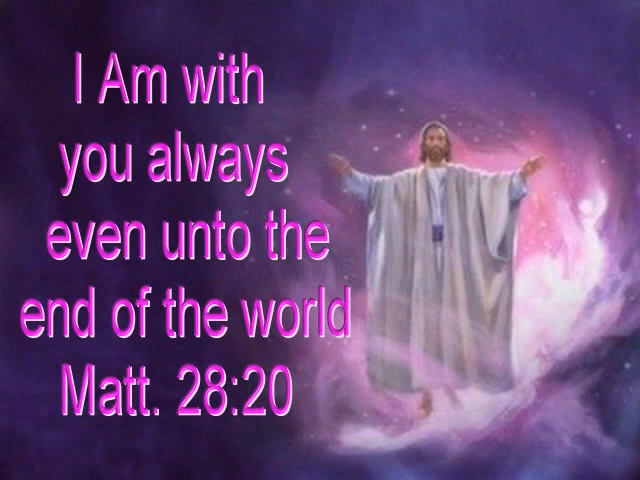 I Am with
you always
even unto the
end of the world
Matt. 28:20